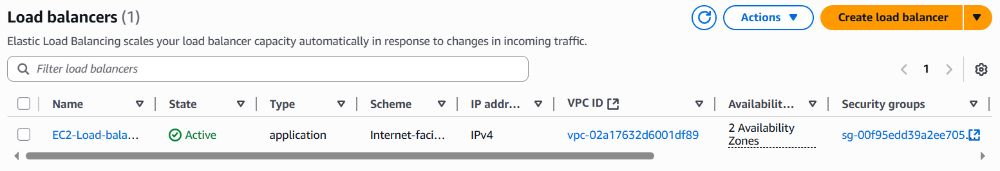 Load balancers (1)
Actions
Create load balancer
Elastic Load Balancing scales your load balancer capacity automatically in response to changes in incoming traffic.
Filter load balancers
1
Name State Type Scheme IP addr... VPC ID Availabilit... Security groups
EC2-Load-bala... Active application Internet-faci... IPv4 vpc-02a17632d6001df89 2 Availability Zones sg-00f95edd39a2ee705...